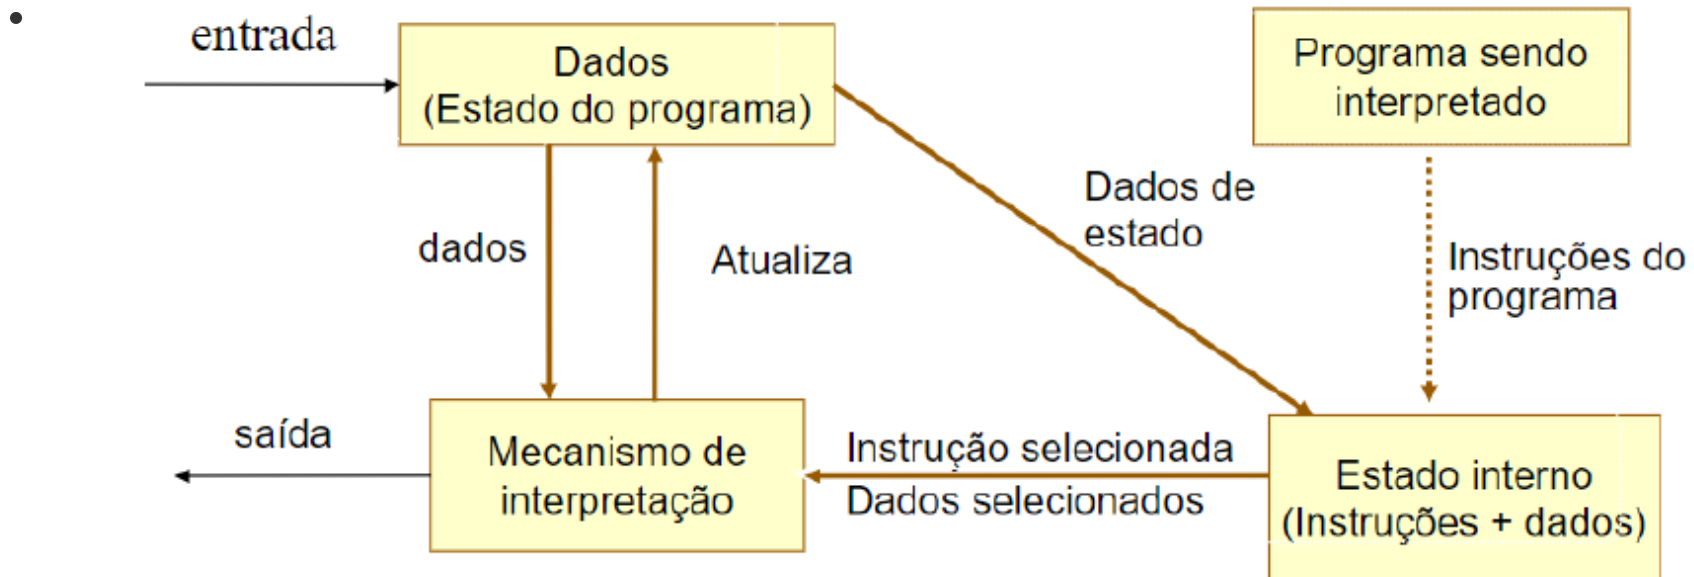 entrada
Dados
(Estado do programa)
Programa sendo
interpretado
Dados de
estado
dados
Atualiza
Instruções do
programa
saída
Mecanismo de
interpretação
Instrução selecionada
Dados selecionados
Estado interno
(Instruções + dados)